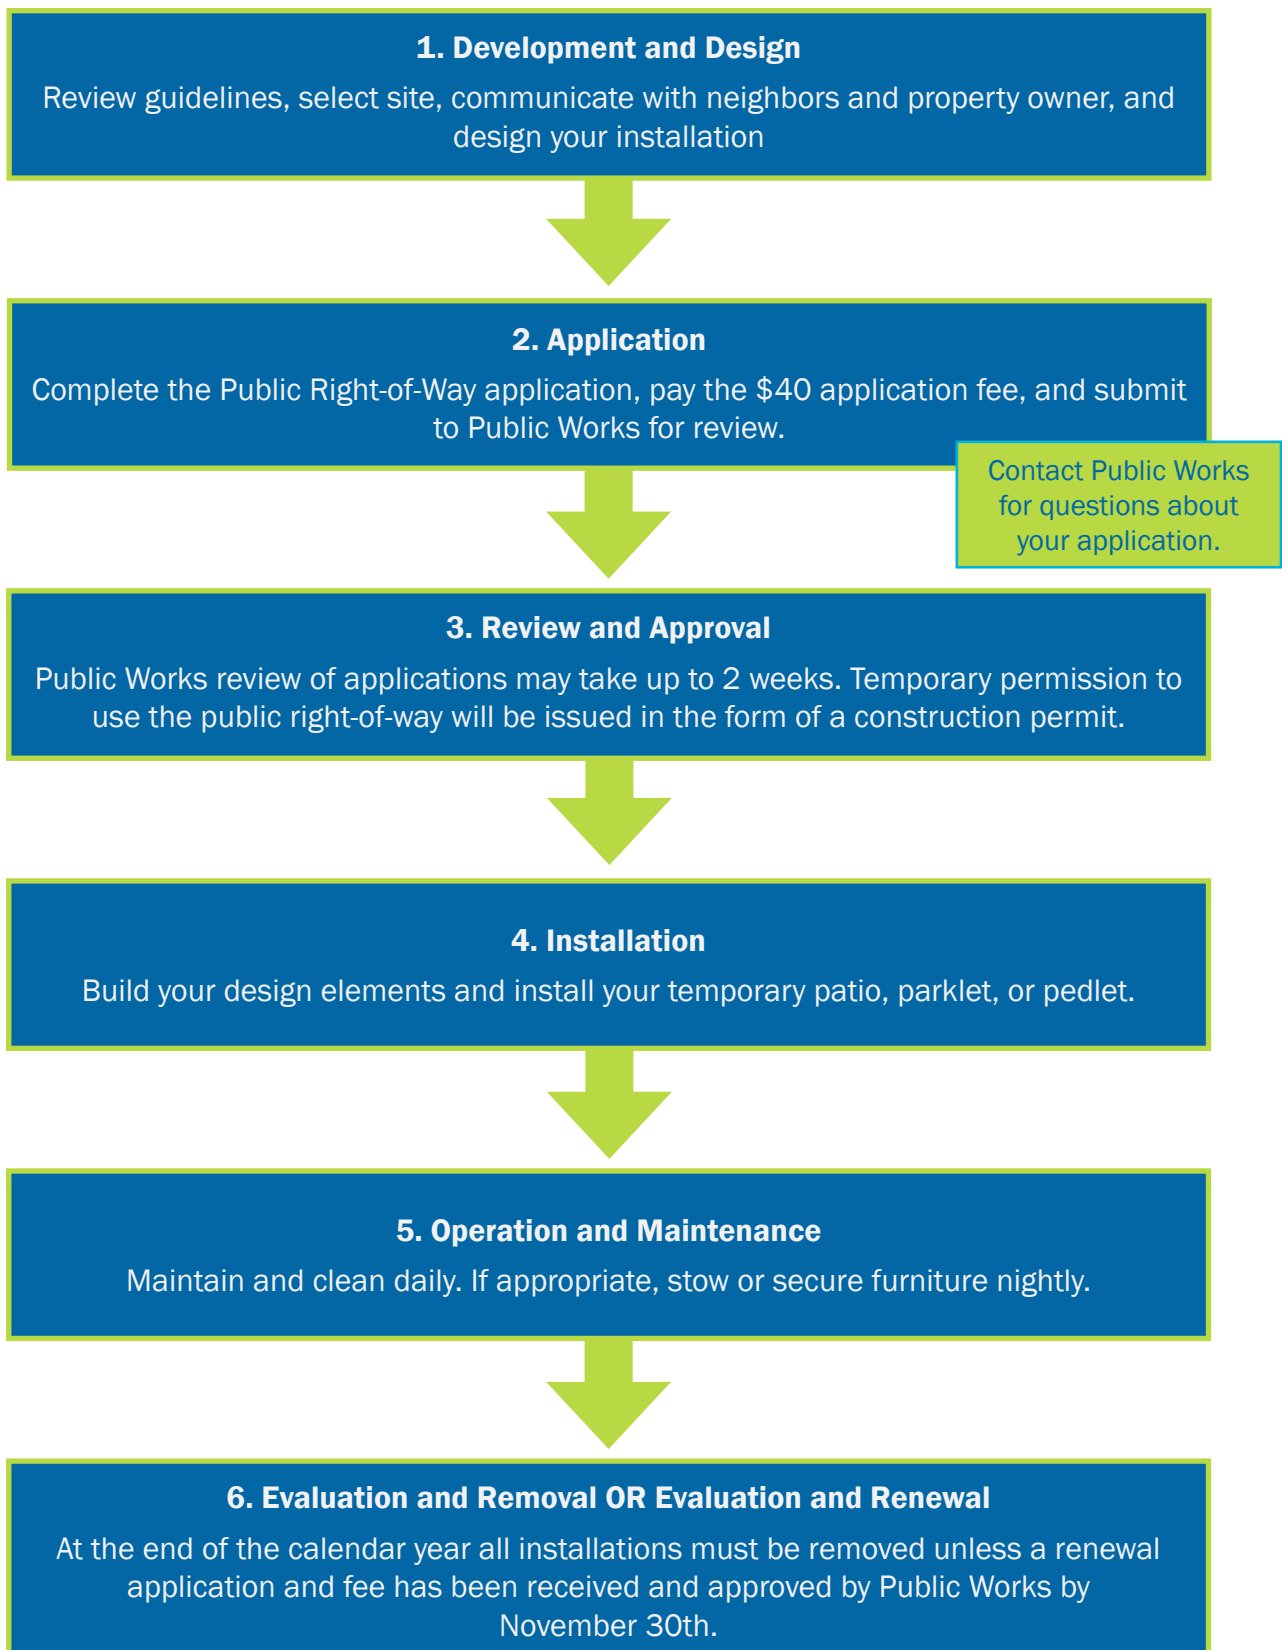 1. Development and Design
Review guidelines, select site, communicate with neighbors and property owner, and
design your installation
2. Application
Complete the Public Right-of-Way application, pay the $40 application fee, and submit
to Public Works for review.
Contact Public Works
for questions about
your application.
3. Review and Approval
Public Works review of applications may take up to 2 weeks. Temporary permission to
use the public right-of-way will be issued in the form of a construction permit.
4. Installation
Build your design elements and install your temporary patio, parklet, or pedlet.
5. Operation and Maintenance
Maintain and clean daily. If appropriate, stow or secure furniture nightly.
6. Evaluation and Removal OR Evaluation and Renewal
At the end of the calendar year all installations must be removed unless a renewal
application and fee has been received and approved by Public Works by
November 30th.